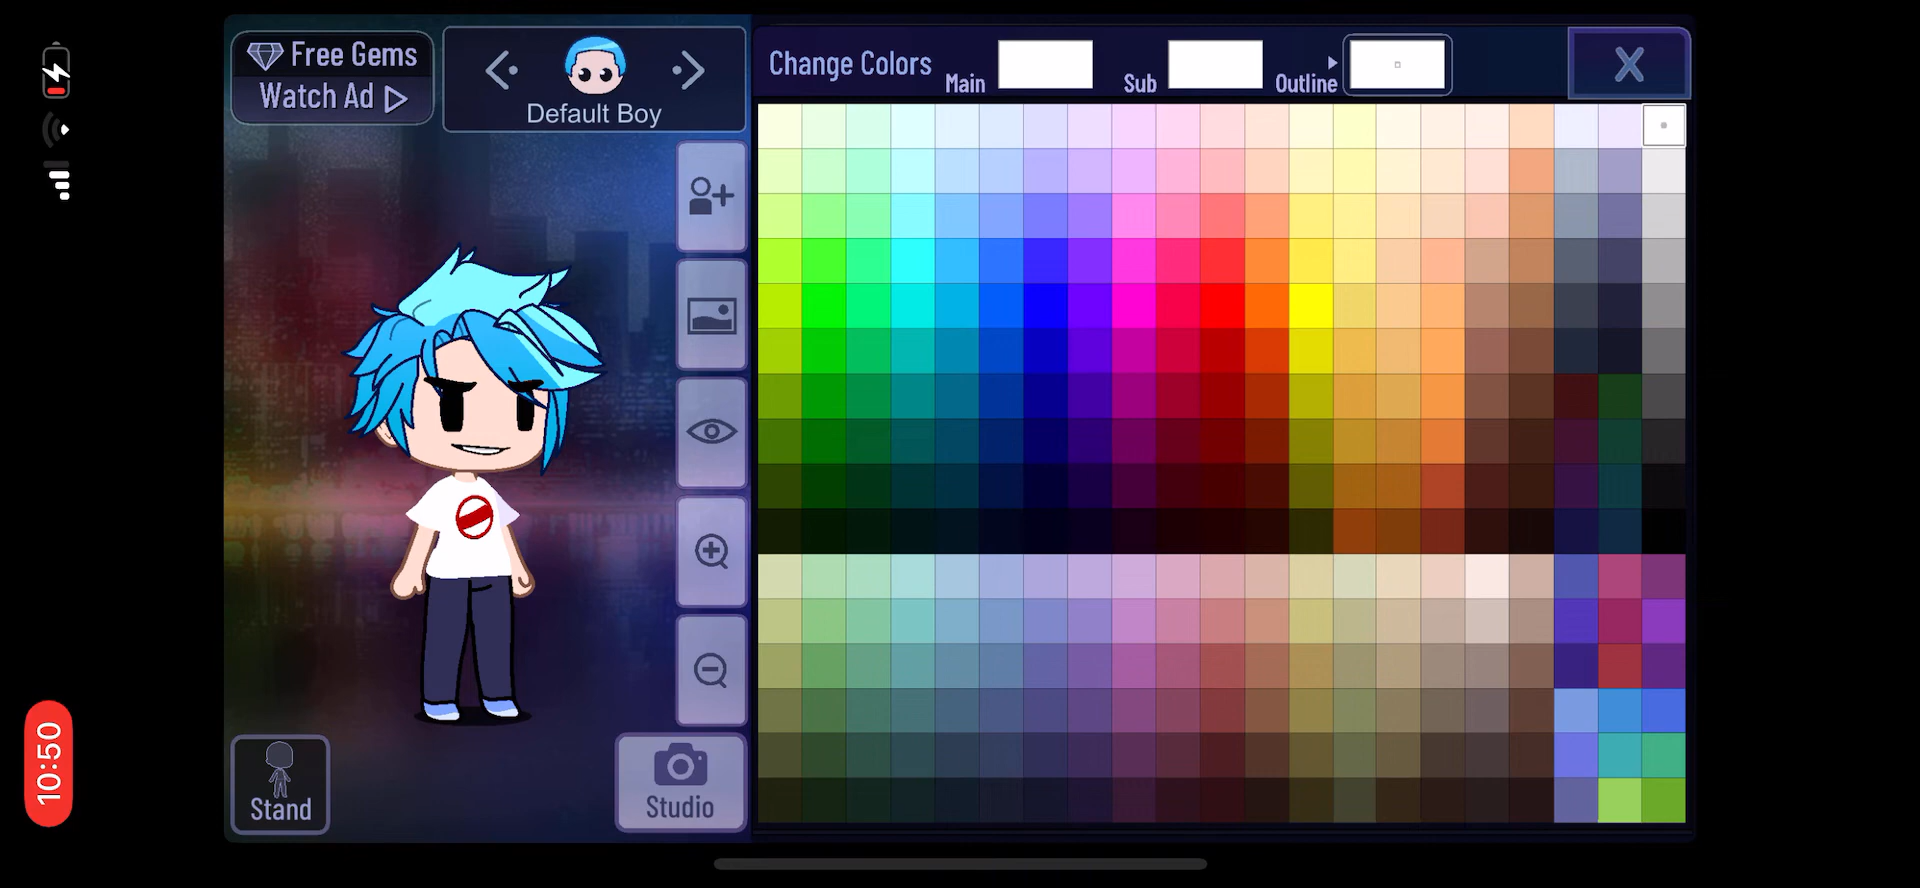 Free Gems
Watch Ad
Default Boy
Change Colors
Main
Sub
Outline
X
Stand
Studio
10:50